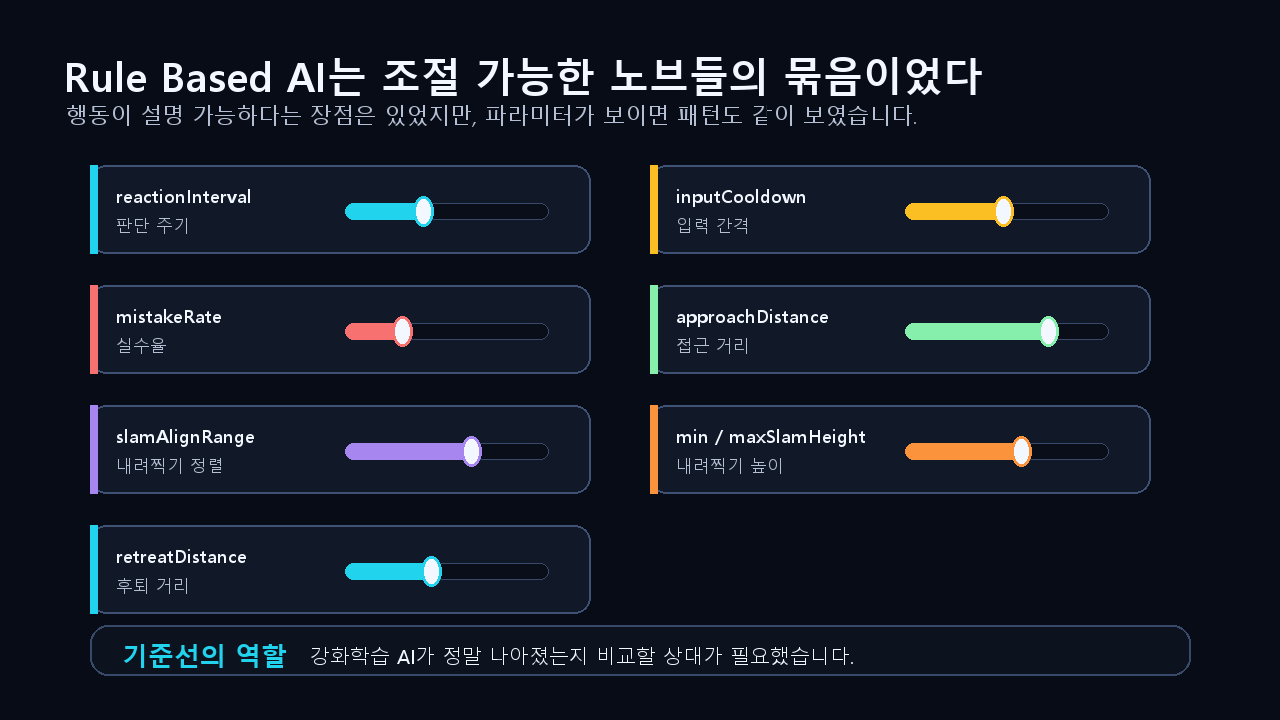 Rule Based AI는 조절 가능한 노브들의 묶음이었다
행동이 설명 가능하다는 장점은 있었지만, 파라미터가 보이면 패턴도 같이 보였습니다.
reactionInterval
판단 주기
inputCooldown
입력 간격
mistakeRate
실수율
approachDistance
접근 거리
slamAlignRange
내려찍기 정렬
min / maxSlamHeight
내려찍기 높이
retreatDistance
후퇴 거리
기준선의 역할 강화학습 AI가 정말 나아졌는지 비교할 상대가 필요했습니다.